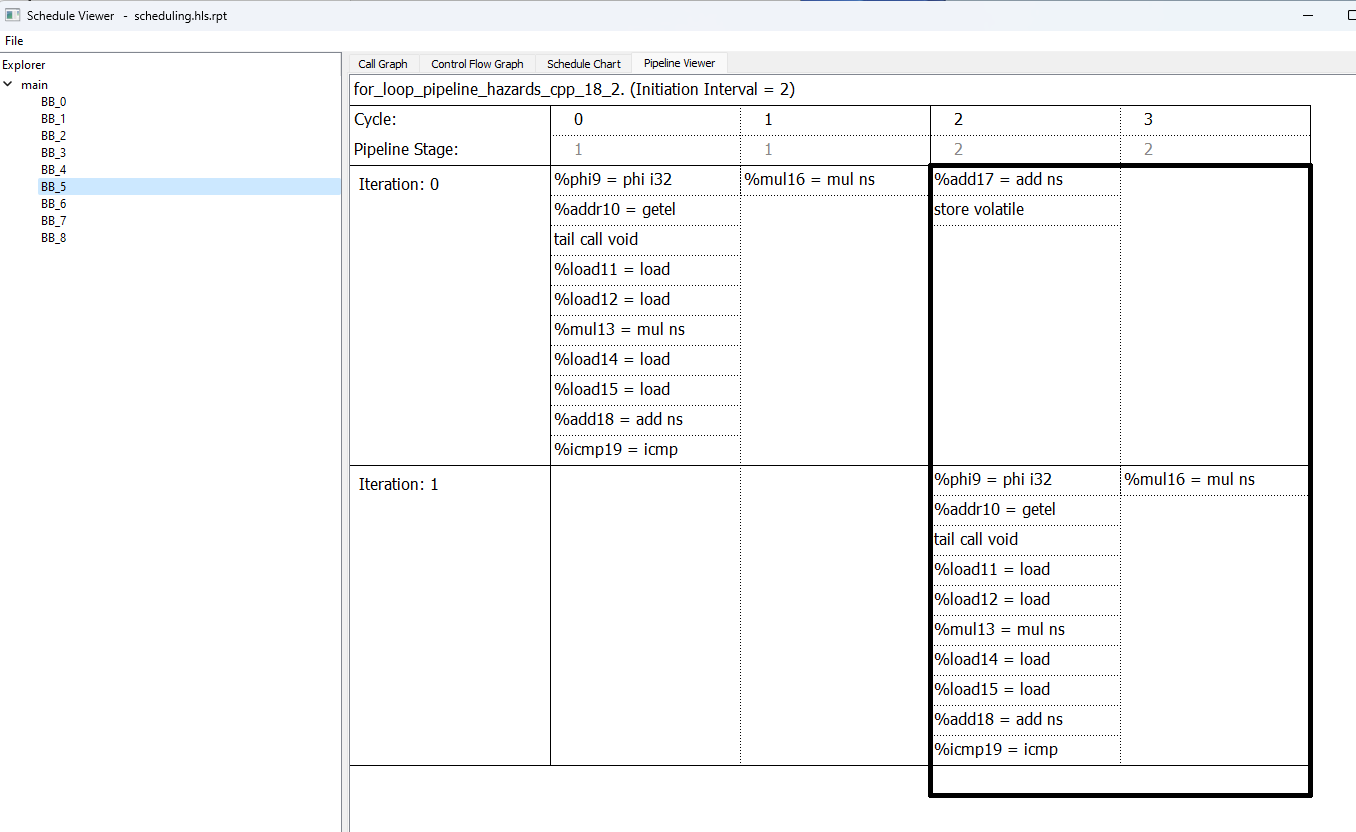 Schedule Viewer - scheduling.hls.rpt
File
Explorer
main
BB_0
BB_1
BB_2
BB_3
BB_4
BB_5
BB_6
BB_7
BB_8
Call Graph Control Flow Graph Schedule Chart Pipeline Viewer
for_loop_pipeline_hazards_cpp_18_2. (Initiation Interval = 2)
Cycle: 0 1 2 3
Pipeline Stage: 1 1 2 2
Iteration: 0 %phi9 = phi i32 %mul16 = mul ns %add17 = add ns
%addr10 = getel store volatile
tail call void
%load11 = load
%load12 = load
%mul13 = mul ns
%load14 = load
%load15 = load
%add18 = add ns
%icmp19 = icmp
Iteration: 1 %phi9 = phi i32 %mul16 = mul ns
%addr10 = getel
tail call void
%load11 = load
%load12 = load
%mul13 = mul ns
%load14 = load
%load15 = load
%add18 = add ns
%icmp19 = icmp